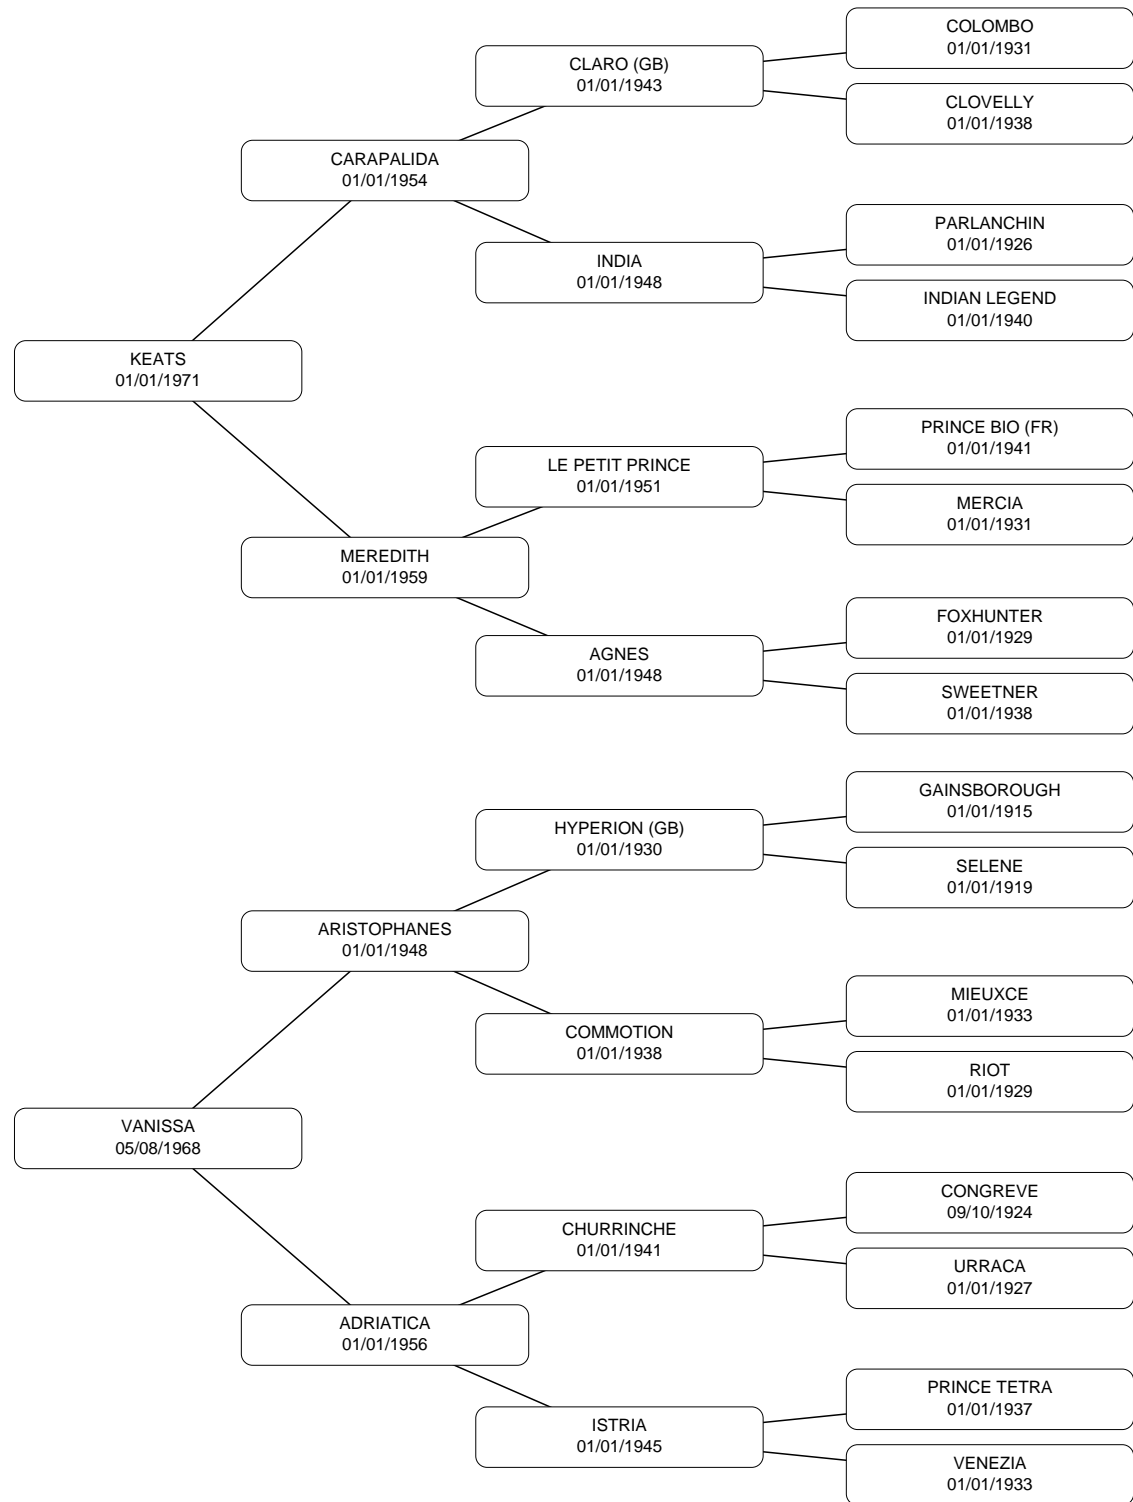 COLOMBO
01/01/1931
CLARO (GB)
01/01/1943
CLOVELLY
01/01/1938
CARAPALIDA
01/01/1954
PARLANCHIN
01/01/1926
INDIA
01/01/1948
INDIAN LEGEND
01/01/1940
KEATS
01/01/1971
PRINCE BIO (FR)
01/01/1941
LE PETIT PRINCE
01/01/1951
MERCIA
01/01/1931
MEREDITH
01/01/1959
FOXHUNTER
01/01/1929
AGNES
01/01/1948
SWEETNER
01/01/1938
GAINSBOROUGH
01/01/1915
HYPERION (GB)
01/01/1930
SELENE
01/01/1919
ARISTOPHANES
01/01/1948
MIEUXCE
01/01/1933
COMMOTION
01/01/1938
RIOT
01/01/1929
VANISSA
05/08/1968
CONGREVE
09/10/1924
CHURRINCHE
01/01/1941
URRACA
01/01/1927
ADRIATICA
01/01/1956
PRINCE TETRA
01/01/1937
ISTRIA
01/01/1945
VENEZIA
01/01/1933